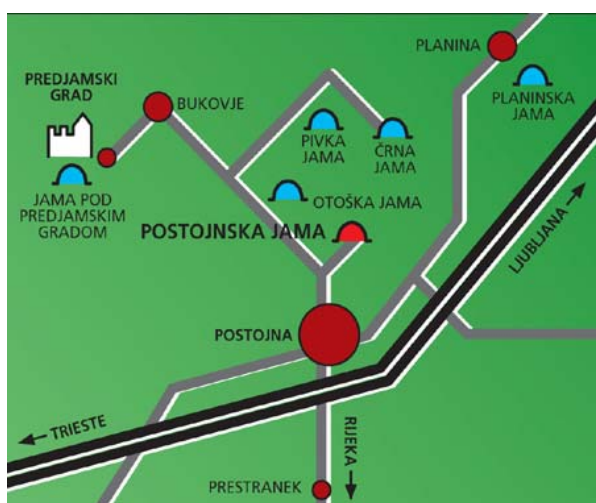 PLANINA
PREDJAMSKI
GRAD
BUKOVJE
PLANINSKA
JAMA
PIVKA
JAMA
ČRNA
JAMA
JAMA POD
PREDJAMSKIM
GRADOM
OTOŠKA JAMA
POSTOJNSKA JAMA
LJUBLJANA →
POSTOJNA
← TRIESTE
RIJEKA →
PRESTRANEK